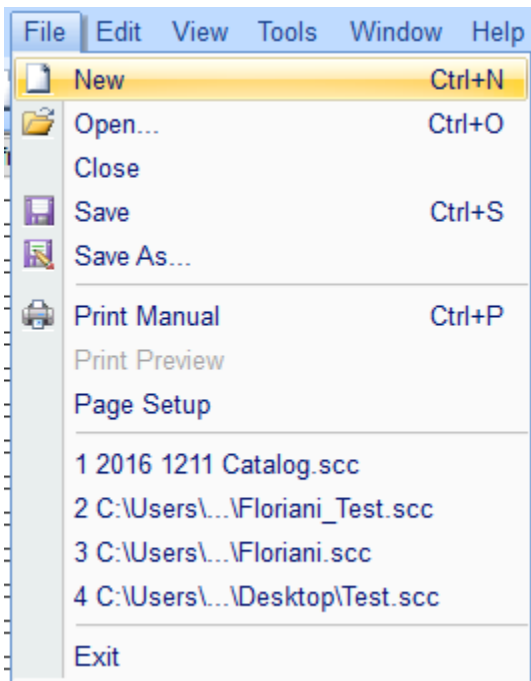 File Edit View Tools Window Help
New Ctrl+N
Open... Ctrl+O
Close
Save Ctrl+S
Save As...
Print Manual Ctrl+P
Print Preview
Page Setup
1 2016 1211 Catalog.scc
2 C:\Users\...\Floriani_Test.scc
3 C:\Users\...\Floriani.scc
4 C:\Users\...\Desktop\Test.scc
Exit